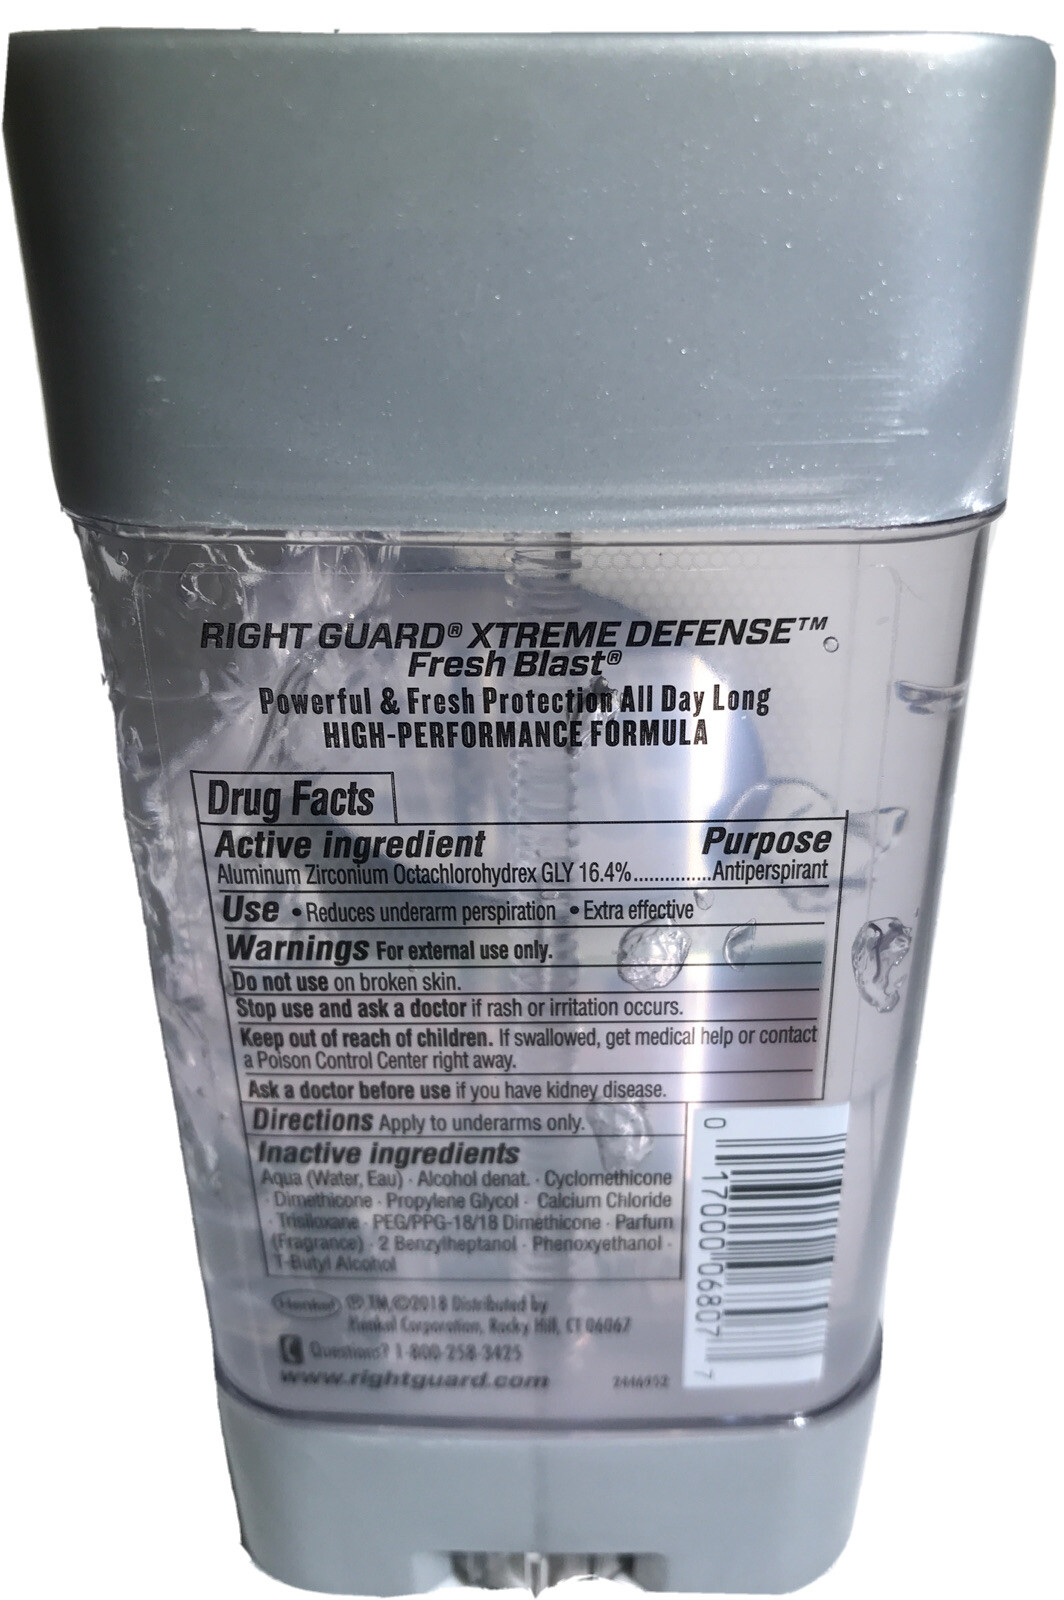 RIGHT GUARD® XTREME DEFENSE™
Fresh Blast®
Powerful & Fresh Protection All Day Long
HIGH-PERFORMANCE FORMULA
Drug Facts
Active ingredient Purpose
Aluminum Zirconium Octachlorohydrex GLY 16.4%...............Antiperspirant
Use • Reduces underarm perspiration • Extra effective
Warnings For external use only.
Do not use on broken skin.
Stop use and ask a doctor if rash or irritation occurs.
Keep out of reach of children. If swallowed, get medical help or contact
a Poison Control Center right away.
Ask a doctor before use if you have kidney disease.
Directions Apply to underarms only.
Inactive ingredients
Aqua (Water, Eau) · Alcohol denat. · Cyclomethicone
· Dimethicone · Propylene Glycol · Calcium Chloride
· Trisiloxane · PEG/PPG-18/18 Dimethicone · Parfum
(Fragrance) · 2 Benzylheptanol · Phenoxyethanol ·
T-Butyl Alcohol
Henkel ® TM, ©2018 Distributed by
Henkel Corporation, Rocky Hill, CT 06067
Questions? 1-800-258-3425
www.rightguard.com 2446952
0 17000 06807 7